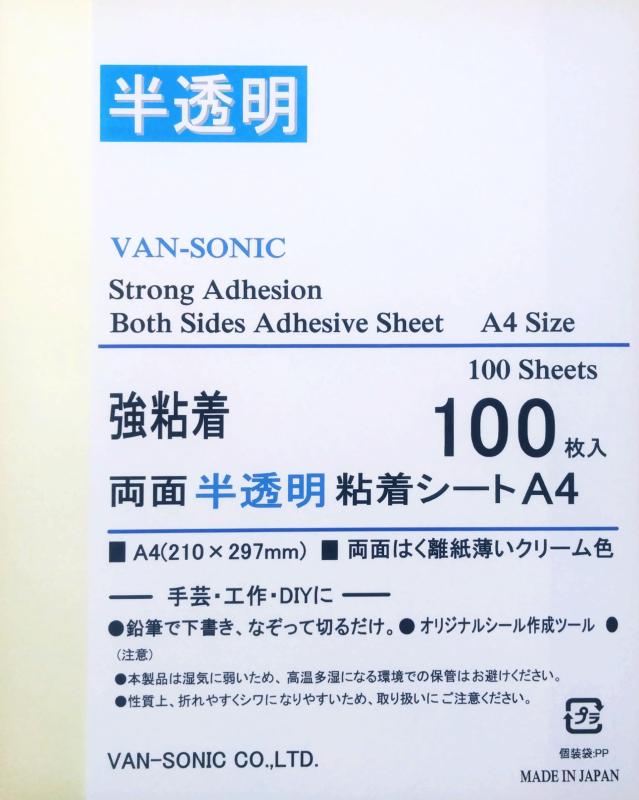 半透明
VAN-SONIC
Strong Adhesion
Both Sides Adhesive Sheet A4 Size
100 Sheets
強粘着 100枚入
両面 半透明 粘着シート A4
■ A4(210×297mm) ■ 両面はく離紙薄いクリーム色
── 手芸・工作・DIYに ──
●鉛筆で下書き、なぞって切るだけ。● オリジナルシール作成ツール ●
(注意)
●本製品は湿気に弱いため、高温多湿になる環境での保管はお避けください。
●性質上、折れやすくシワになりやすいため、取り扱いにご注意ください。
プラ
個装袋:PP
VAN-SONIC CO.,LTD.
MADE IN JAPAN